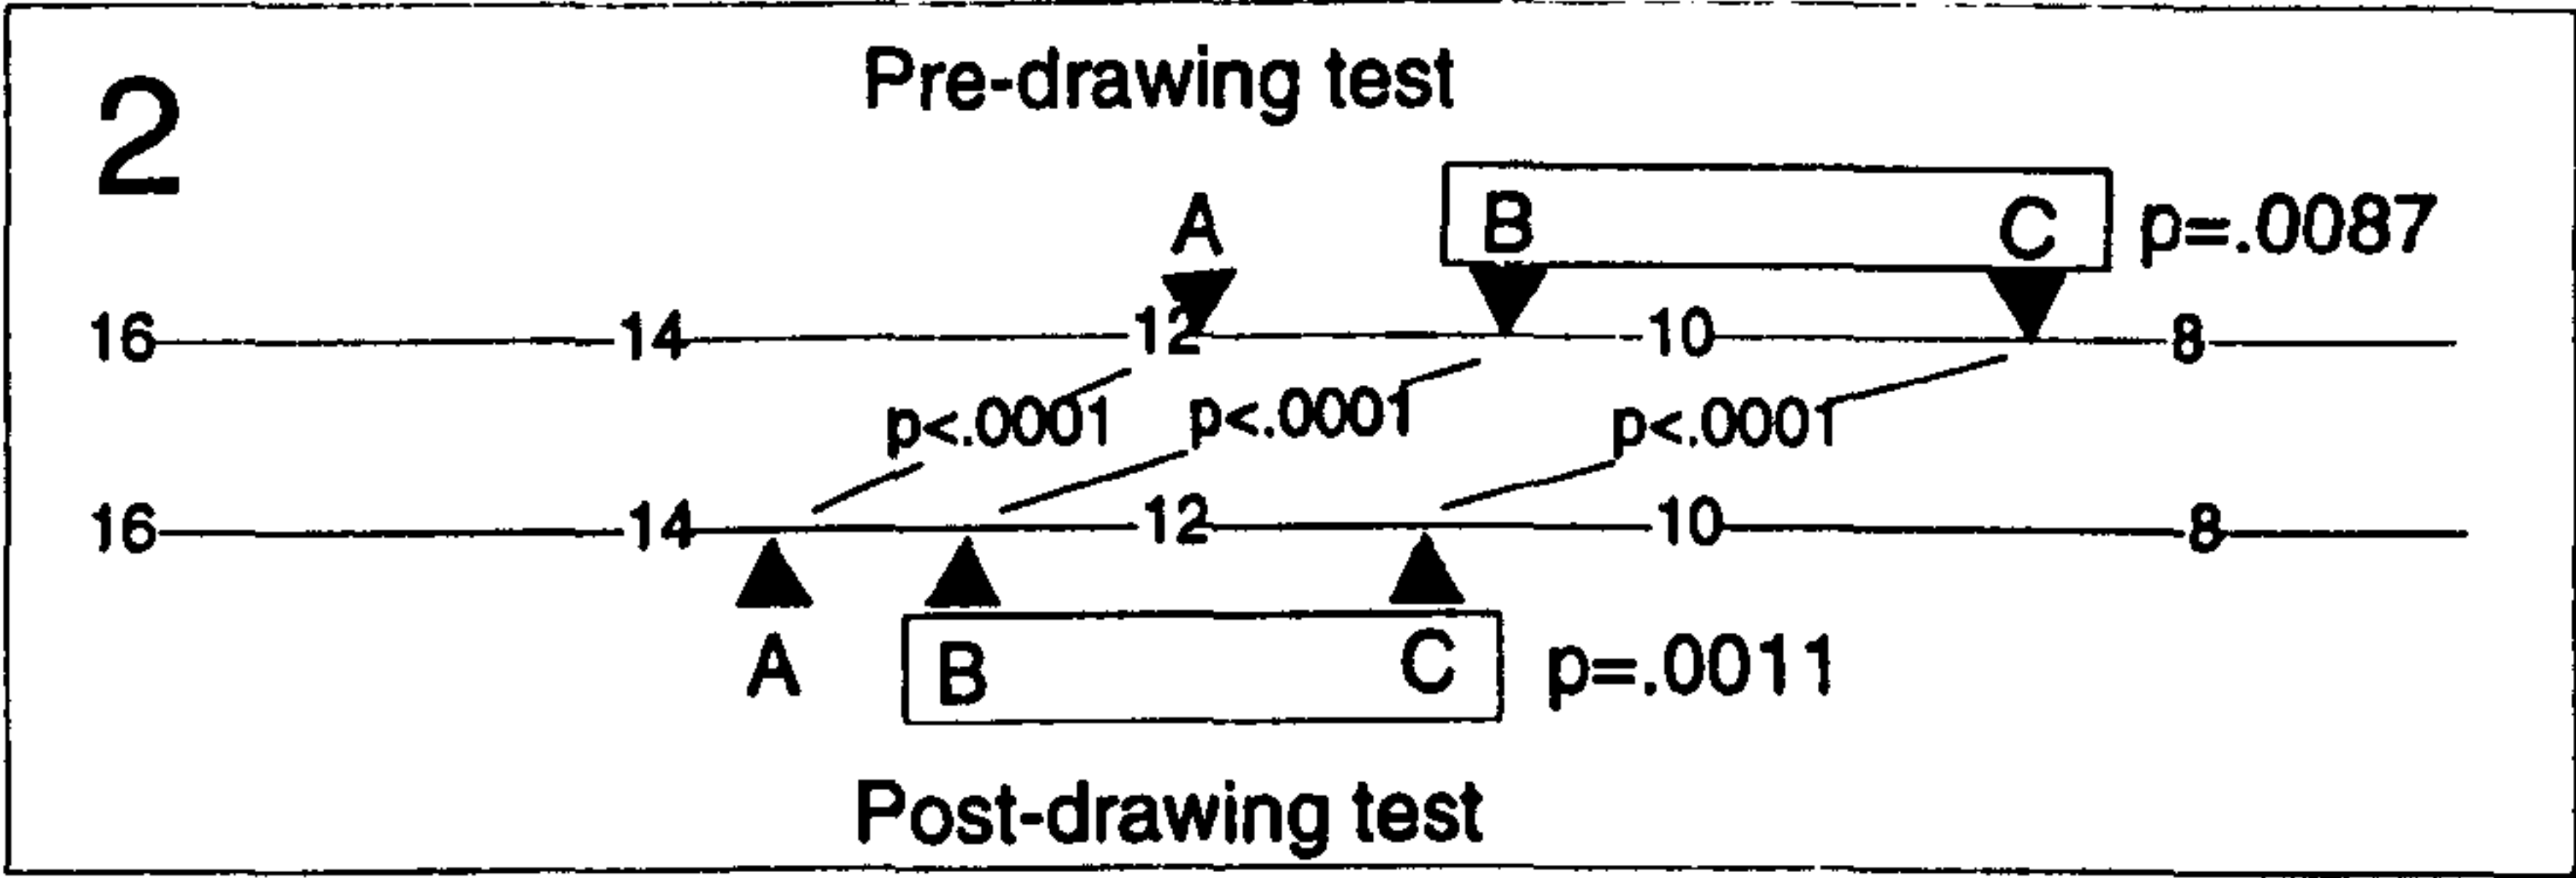 Pre-drawing test
2
A B C p=.0087
16 14 12 10 8
p<.0001 p<.0001 p<.0001
16 14 12 10 8
A B C p=.0011
Post-drawing test